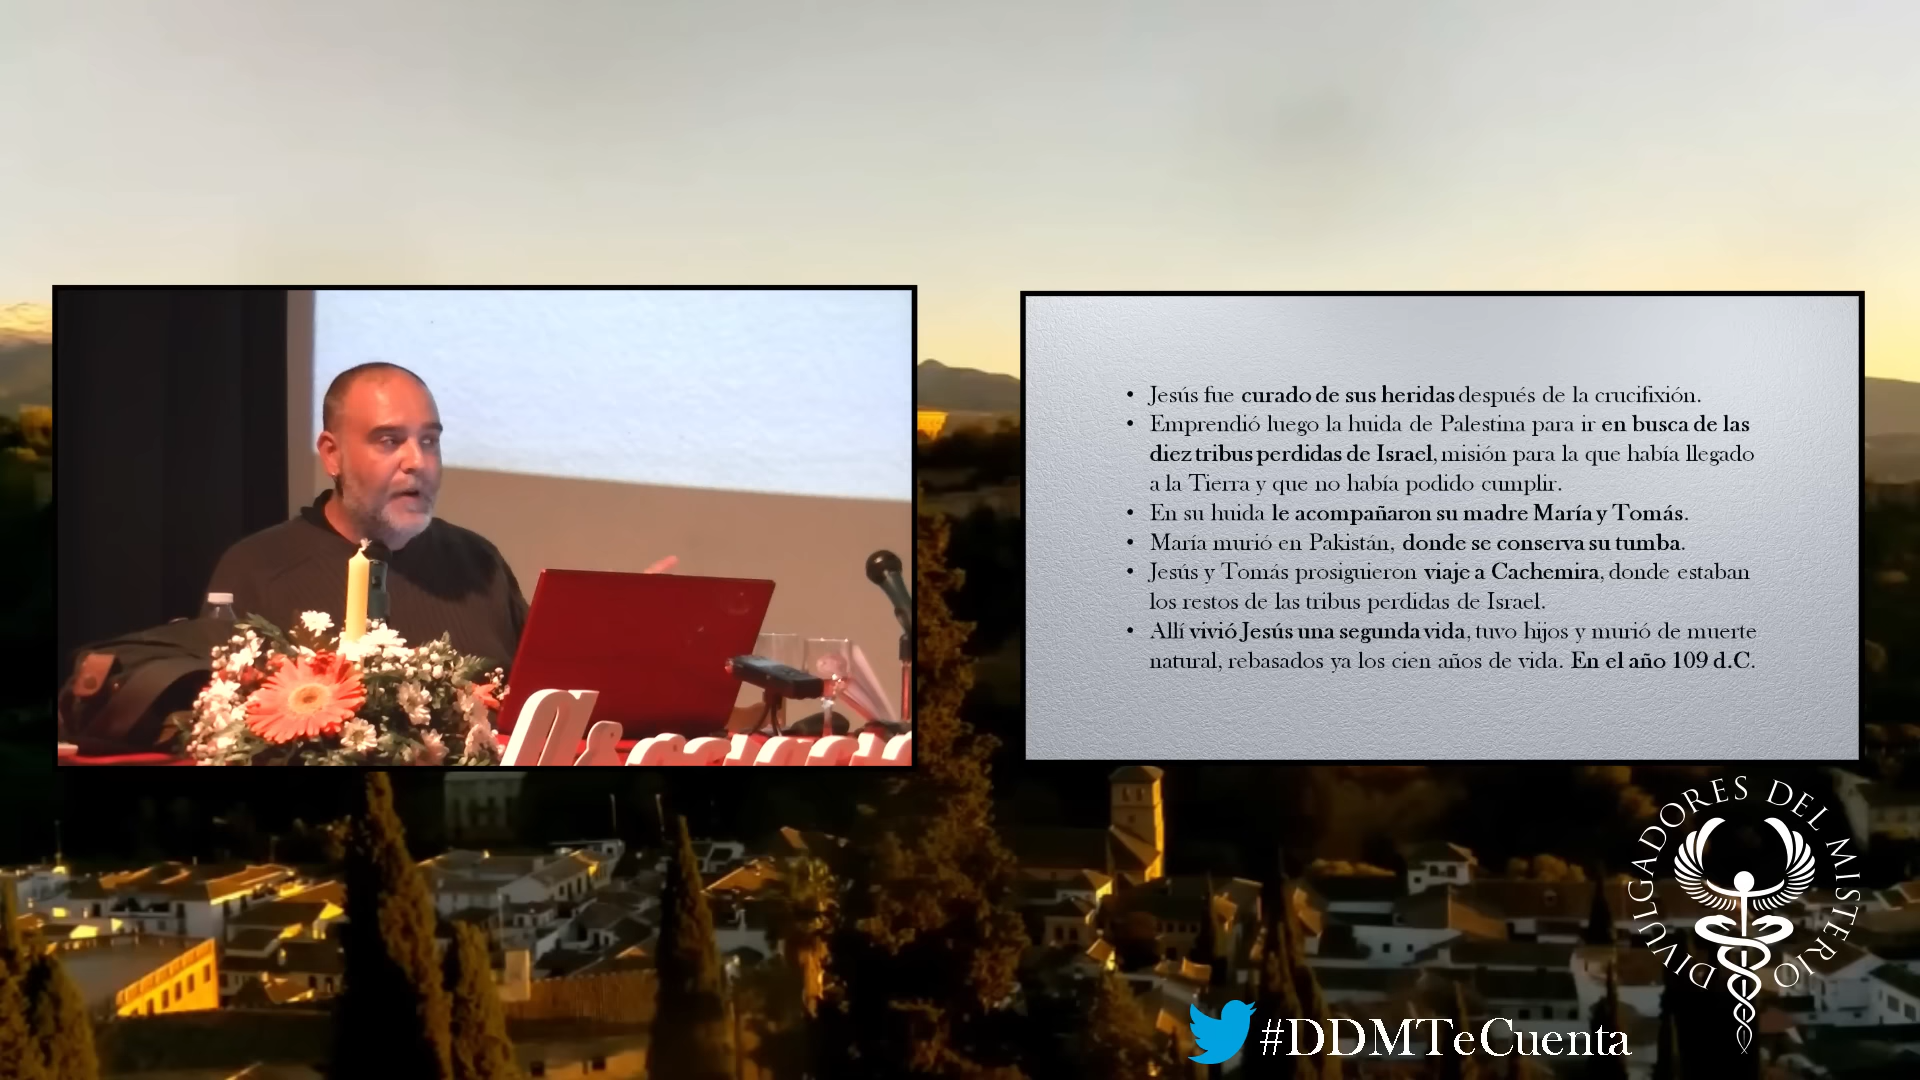 • Jesús fue curado de sus heridas después de la crucifixión.
• Emprendió luego la huida de Palestina para ir en busca de las
diez tribus perdidas de Israel, misión para la que había llegado
a la Tierra y que no había podido cumplir.
• En su huida le acompañaron su madre María y Tomás.
• María murió en Pakistán, donde se conserva su tumba.
• Jesús y Tomás prosiguieron viaje a Cachemira, donde estaban
los restos de las tribus perdidas de Israel.
• Allí vivió Jesús una segunda vida, tuvo hijos y murió de muerte
natural, rebasados ya los cien años de vida. En el año 109 d.C.
DIVULGADORES DEL MISTERIO
#DDMTeCuenta